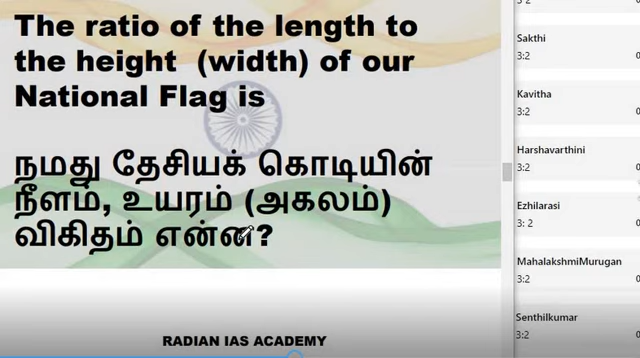 The ratio of the length to
the height (width) of our
National Flag is
நமது தேசியக் கொடியின்
நீளம், உயரம் (அகலம்)
விகிதம் என்ன?
RADIAN IAS ACADEMY
Sakthi
3:2
Kavitha
3:2
Harshavarthini
3:2
Ezhilarasi
3: 2
MahalakshmiMurugan
3:2
Senthilkumar
3:2